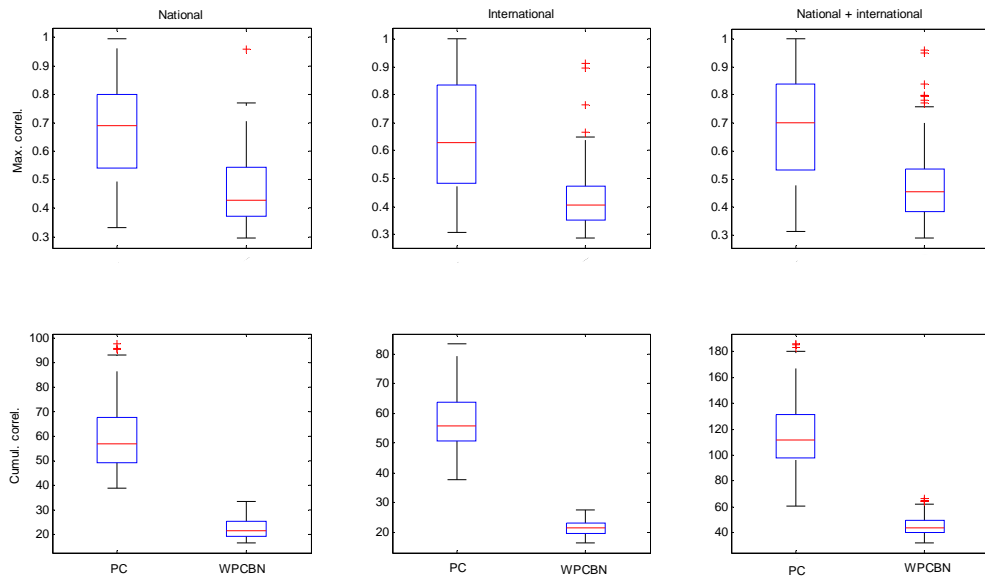 National International National + international
Max. correl.
1 0.9 0.8 0.7 0.6 0.5 0.4 0.3
1 0.9 0.8 0.7 0.6 0.5 0.4 0.3
1 0.9 0.8 0.7 0.6 0.5 0.4 0.3
Cumul. correl.
100 90 80 70 60 50 40 30 20
80 70 60 50 40 30 20
180 160 140 120 100 80 60 40
PC WPCBN PC WPCBN PC WPCBN